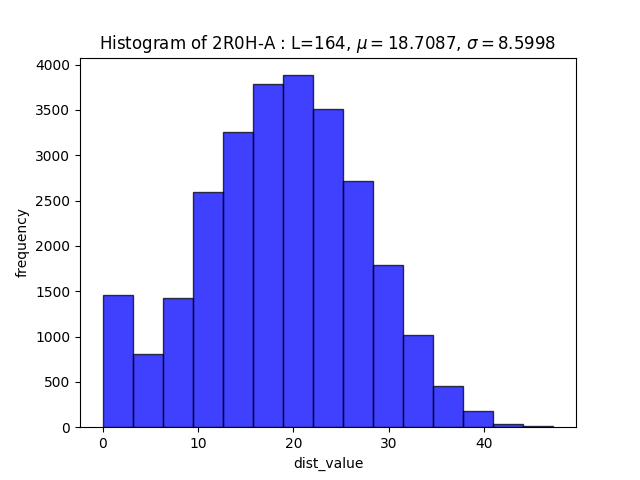 Histogram of 2R0H-A : L=164, μ = 18.7087, σ = 8.5998
4000
3500
3000
2500
2000
1500
1000
500
0
frequency
0 10 20 30 40
dist_value